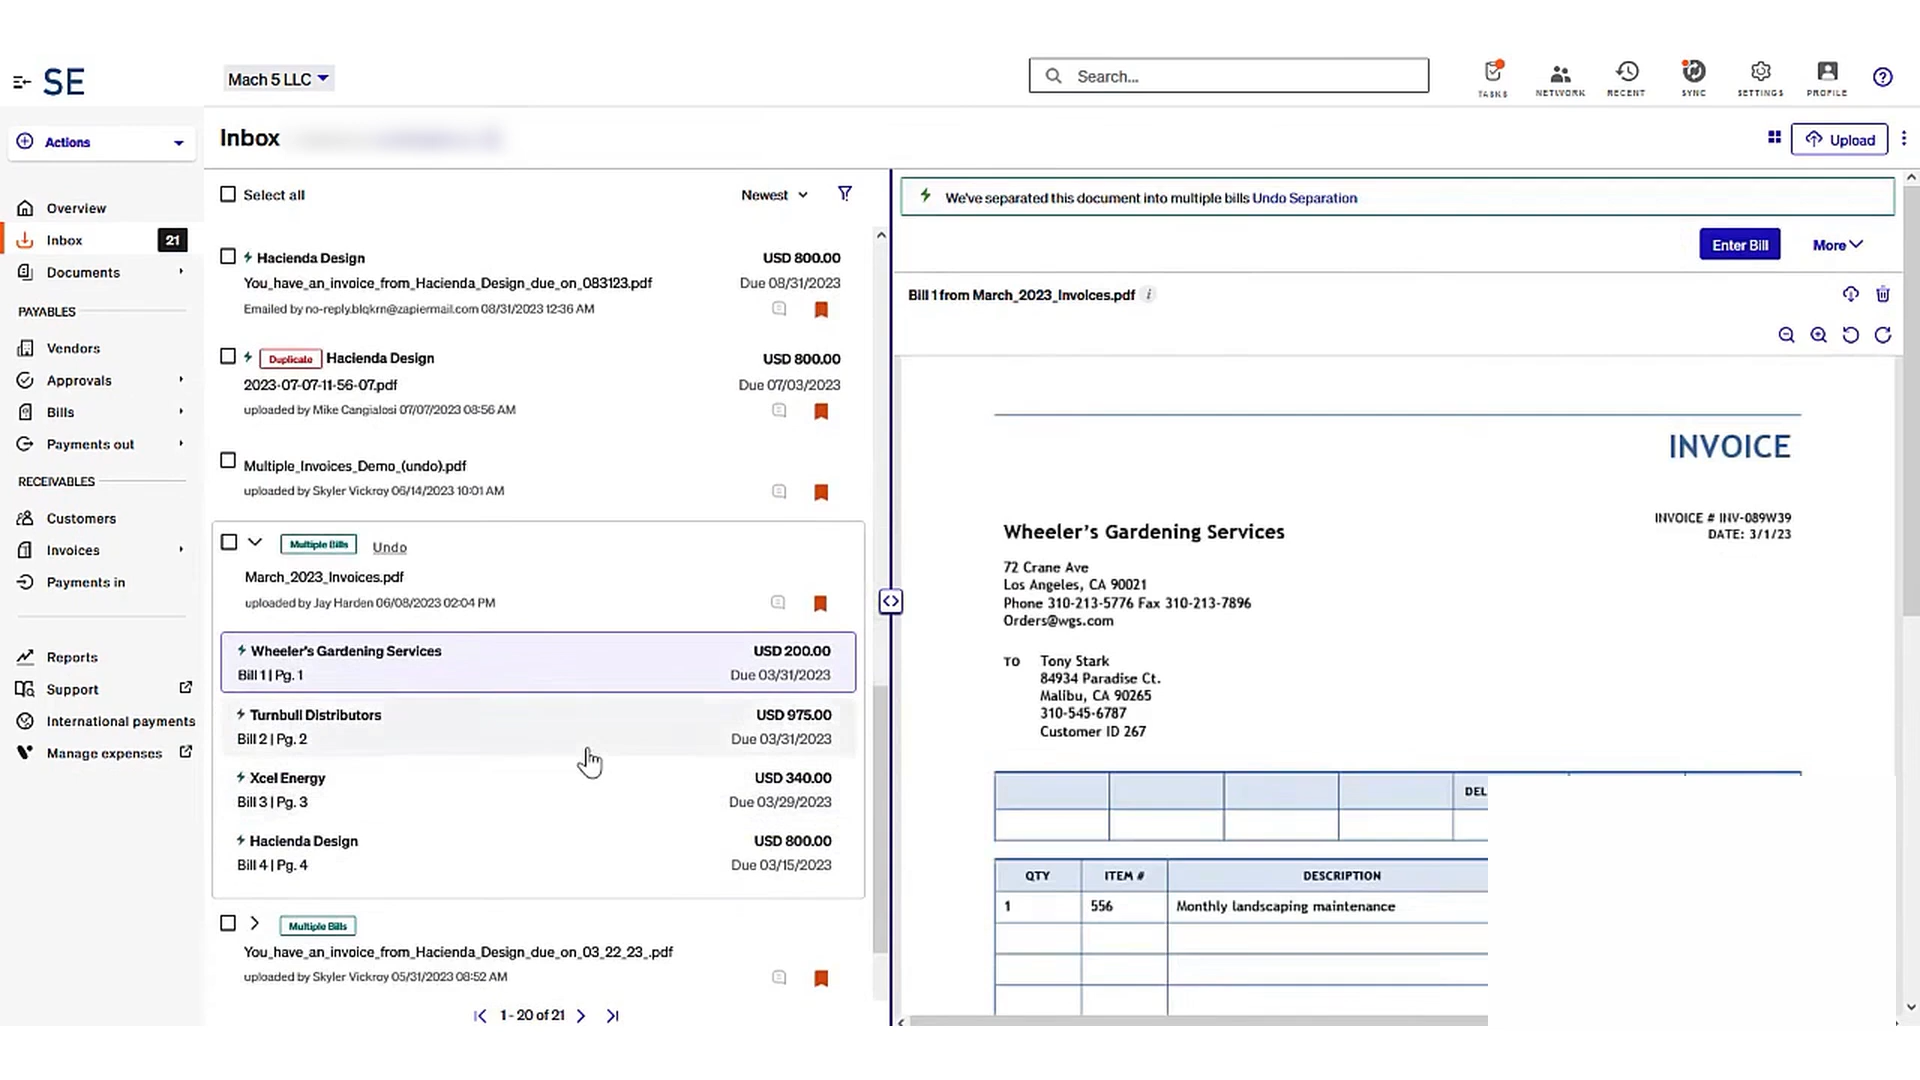 SE
Mach 5 LLC
Search...
TASKS
NETWORK
RECENT
SYNC
SETTINGS
PROFILE
Actions
Overview
Inbox 21
Documents
PAYABLES
Vendors
Approvals
Bills
Payments out
RECEIVABLES
Customers
Invoices
Payments in
Reports
Support
International payments
Manage expenses
Inbox
Upload
Select all
Newest
Hacienda Design USD 800.00
You_have_an_invoice_from_Hacienda_Design_due_on_083123.pdf Due 08/31/2023
Emailed by no-reply.blqkrn@zapiermail.com 08/31/2023 12:36 AM
Duplicate Hacienda Design USD 800.00
2023-07-07-11-56-07.pdf Due 07/03/2023
uploaded by Mike Cangialosi 07/07/2023 08:56 AM
Multiple_Invoices_Demo_(undo).pdf
uploaded by Skyler Vickroy 06/14/2023 10:01 AM
Multiple Bills Undo
March_2023_Invoices.pdf
uploaded by Jay Harden 06/08/2023 02:04 PM
Wheeler's Gardening Services USD 200.00
Bill 1 | Pg. 1 Due 03/31/2023
Turnbull Distributors USD 975.00
Bill 2 | Pg. 2 Due 03/31/2023
Xcel Energy USD 340.00
Bill 3 | Pg. 3 Due 03/29/2023
Hacienda Design USD 800.00
Bill 4 | Pg. 4 Due 03/15/2023
Multiple Bills
You_have_an_invoice_from_Hacienda_Design_due_on_03_22_23_.pdf
uploaded by Skyler Vickroy 05/31/2023 08:52 AM
1 - 20 of 21
We've separated this document into multiple bills Undo Separation
Enter Bill
More
Bill 1 from March_2023_Invoices.pdf
INVOICE
INVOICE # INV-089W39
DATE: 3/1/23
Wheeler's Gardening Services
72 Crane Ave
Los Angeles, CA 90021
Phone 310-213-5776 Fax 310-213-7896
Orders@wgs.com
TO Tony Stark
84934 Paradise Ct.
Malibu, CA 90265
310-545-6787
Customer ID 267
DEL
QTY ITEM # DESCRIPTION
1 556 Monthly landscaping maintenance